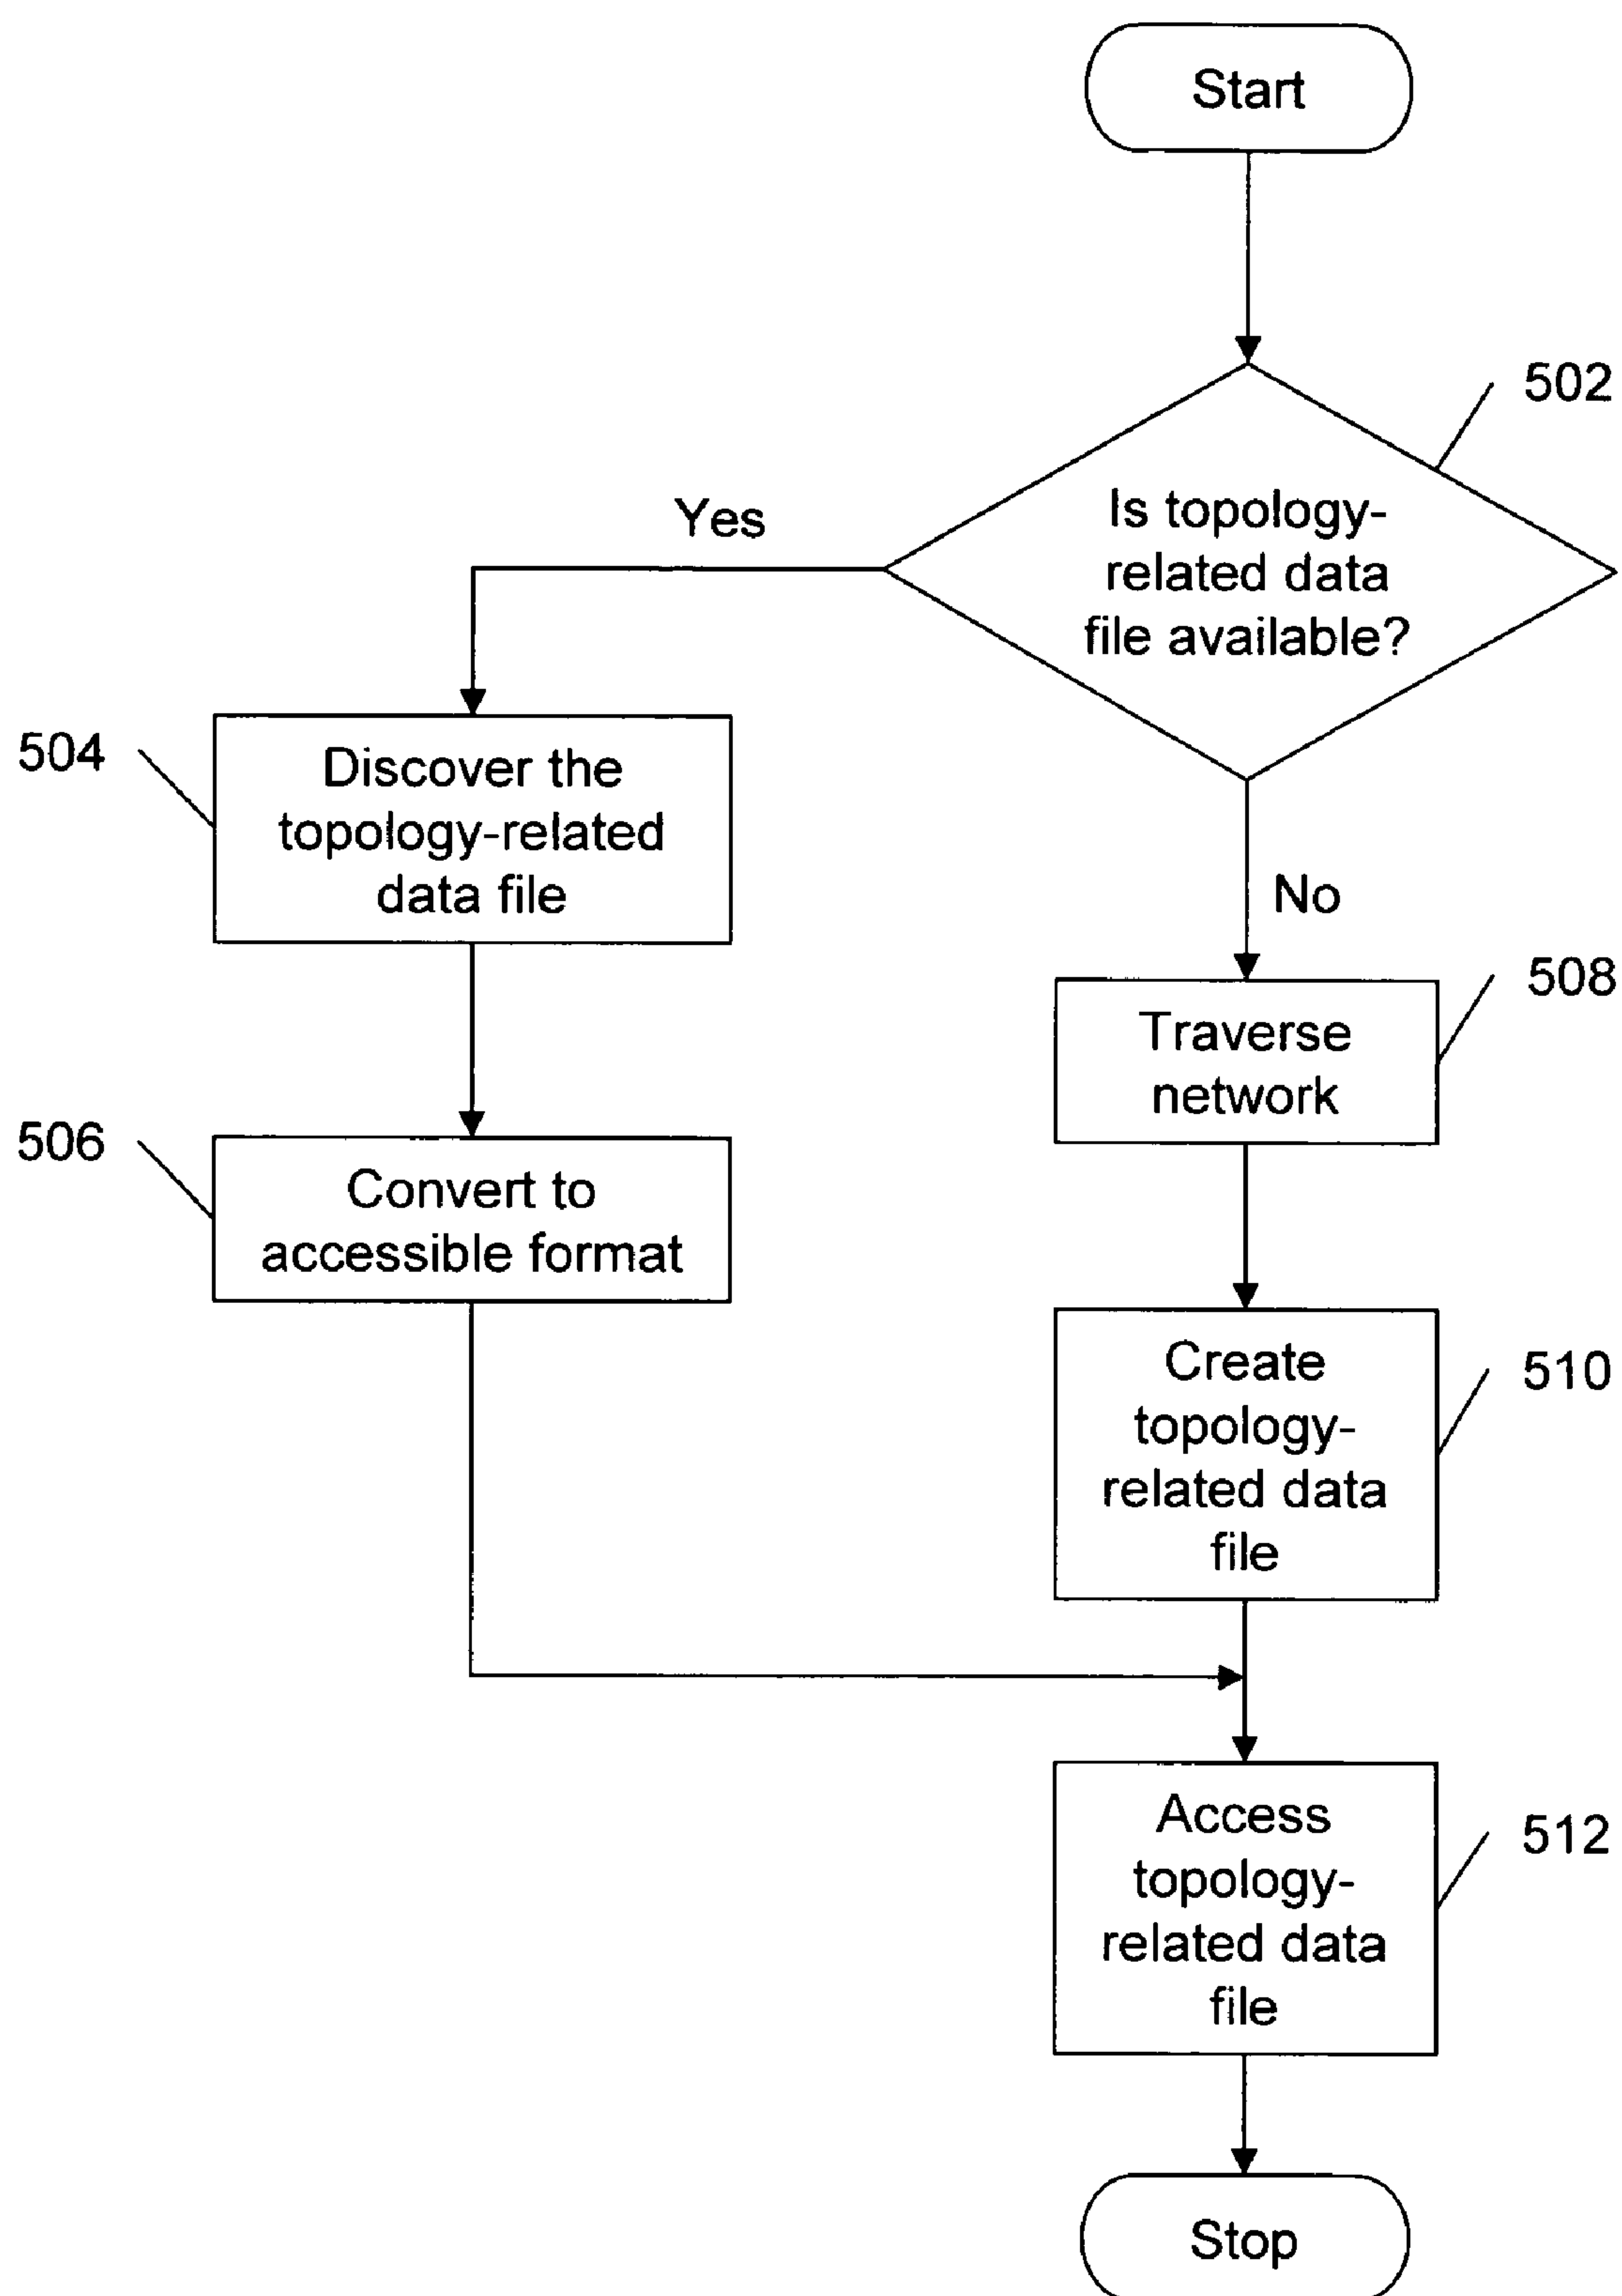 Start
502
Is topology-
related data
file available?
Yes
504
Discover the
topology-related
data file
No
508
Traverse
network
506
Convert to
accessible format
510
Create
topology-
related data
file
512
Access
topology-
related data
file
Stop